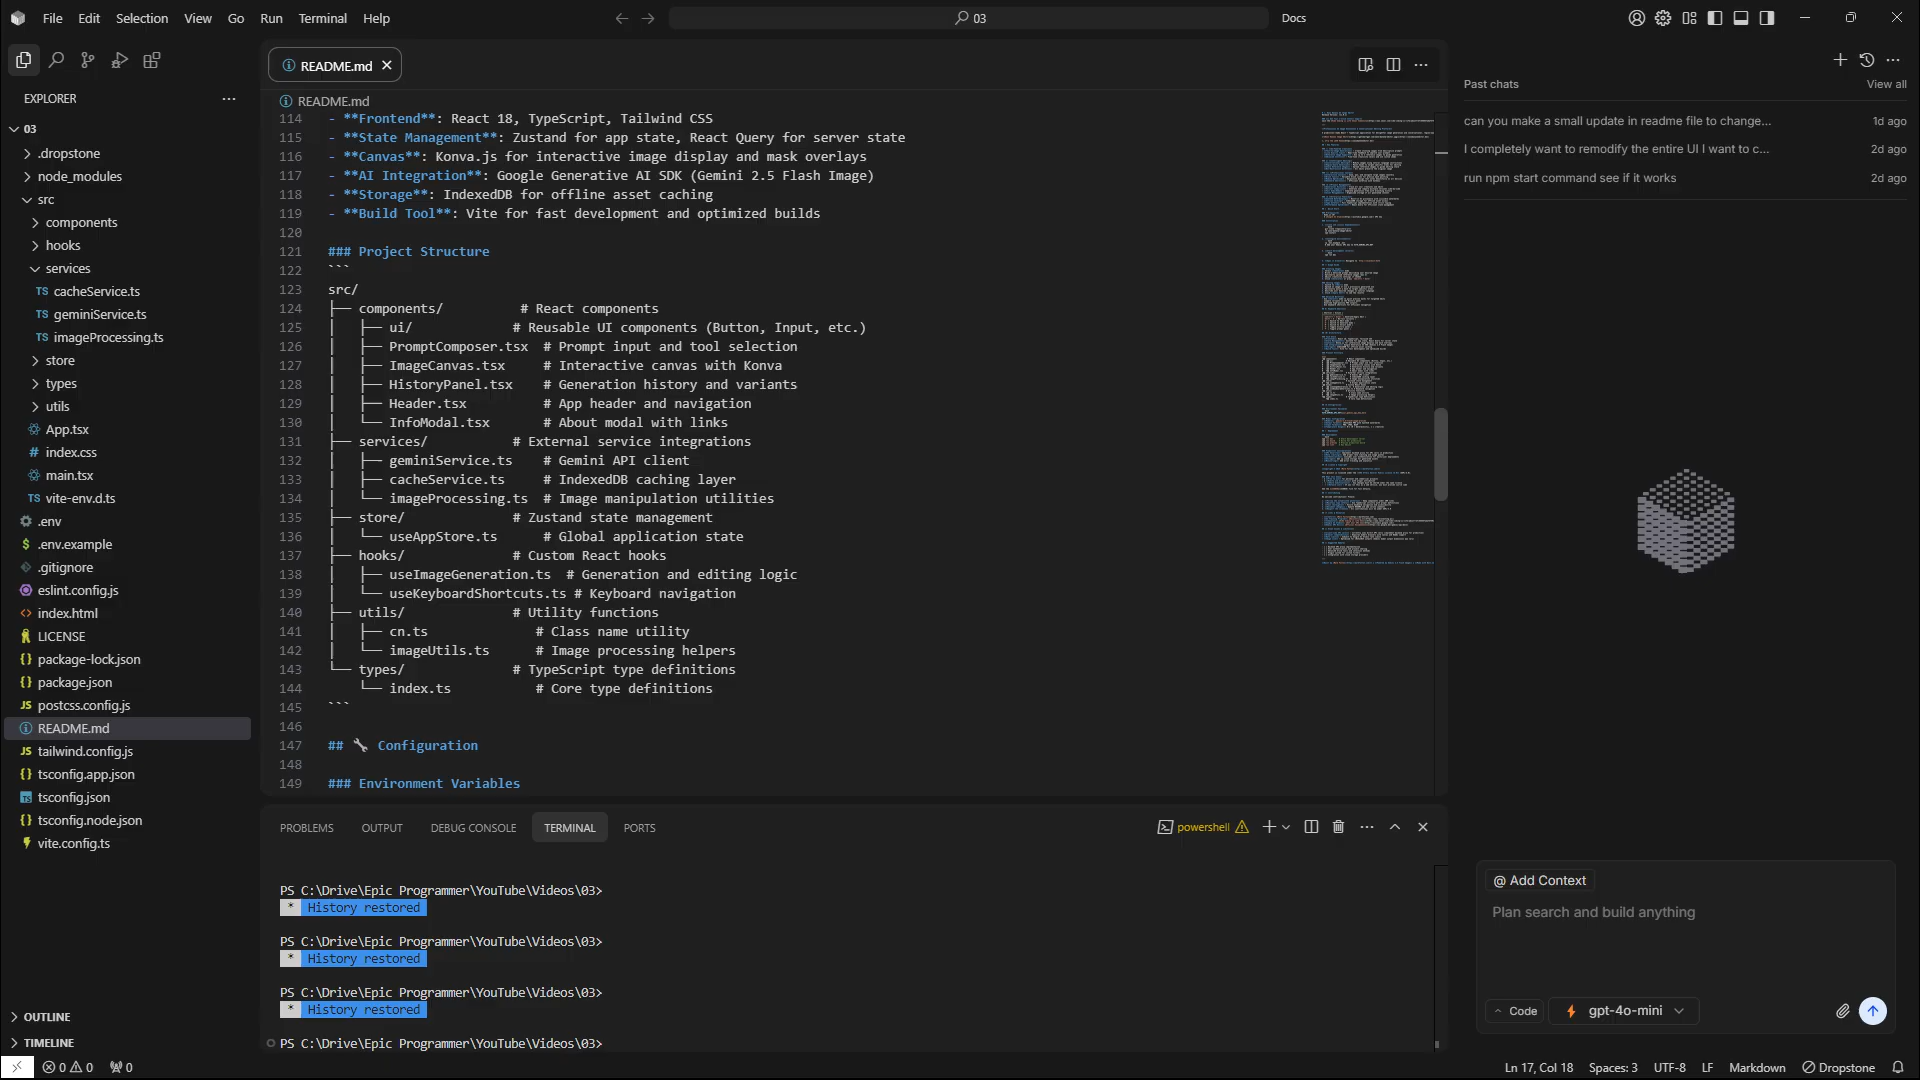 File Edit Selection View Go Run Terminal Help
03
Docs
EXPLORER
03
.dropstone
node_modules
src
components
hooks
services
TS cacheService.ts
TS geminiService.ts
TS imageProcessing.ts
store
types
utils
App.tsx
# index.css
main.tsx
TS vite-env.d.ts
.env
$ .env.example
.gitignore
eslint.config.js
<> index.html
LICENSE
{} package-lock.json
{} package.json
JS postcss.config.js
README.md
JS tailwind.config.js
{} tsconfig.app.json
tsconfig.json
{} tsconfig.node.json
vite.config.ts
OUTLINE
TIMELINE
README.md
README.md
114 - **Frontend**: React 18, TypeScript, Tailwind CSS
115 - **State Management**: Zustand for app state, React Query for server state
116 - **Canvas**: Konva.js for interactive image display and mask overlays
117 - **AI Integration**: Google Generative AI SDK (Gemini 2.5 Flash Image)
118 - **Storage**: IndexedDB for offline asset caching
119 - **Build Tool**: Vite for fast development and optimized builds
120
121 ### Project Structure
122 ```
123 src/
124 ├── components/ # React components
125 │ ├── ui/ # Reusable UI components (Button, Input, etc.)
126 │ ├── PromptComposer.tsx # Prompt input and tool selection
127 │ ├── ImageCanvas.tsx # Interactive canvas with Konva
128 │ ├── HistoryPanel.tsx # Generation history and variants
129 │ ├── Header.tsx # App header and navigation
130 │ └── InfoModal.tsx # About modal with links
131 ├── services/ # External service integrations
132 │ ├── geminiService.ts # Gemini API client
133 │ ├── cacheService.ts # IndexedDB caching layer
134 │ └── imageProcessing.ts # Image manipulation utilities
135 ├── store/ # Zustand state management
136 │ └── useAppStore.ts # Global application state
137 ├── hooks/ # Custom React hooks
138 │ ├── useImageGeneration.ts # Generation and editing logic
139 │ └── useKeyboardShortcuts.ts # Keyboard navigation
140 ├── utils/ # Utility functions
141 │ ├── cn.ts # Class name utility
142 │ └── imageUtils.ts # Image processing helpers
143 └── types/ # TypeScript type definitions
144 └── index.ts # Core type definitions
145 ```
146
147 ## 🔧 Configuration
148
149 ### Environment Variables
PROBLEMS OUTPUT DEBUG CONSOLE TERMINAL PORTS
powershell
PS C:\Drive\Epic Programmer\YouTube\Videos\03>
* History restored
PS C:\Drive\Epic Programmer\YouTube\Videos\03>
* History restored
PS C:\Drive\Epic Programmer\YouTube\Videos\03>
* History restored
PS C:\Drive\Epic Programmer\YouTube\Videos\03>
Past chats View all
can you make a small update in readme file to change... 1d ago
I completely want to remodify the entire UI I want to c... 2d ago
run npm start command see if it works 2d ago
@ Add Context
Plan search and build anything
Code gpt-4o-mini
0 0 0
Ln 17, Col 18 Spaces: 3 UTF-8 LF Markdown Dropstone